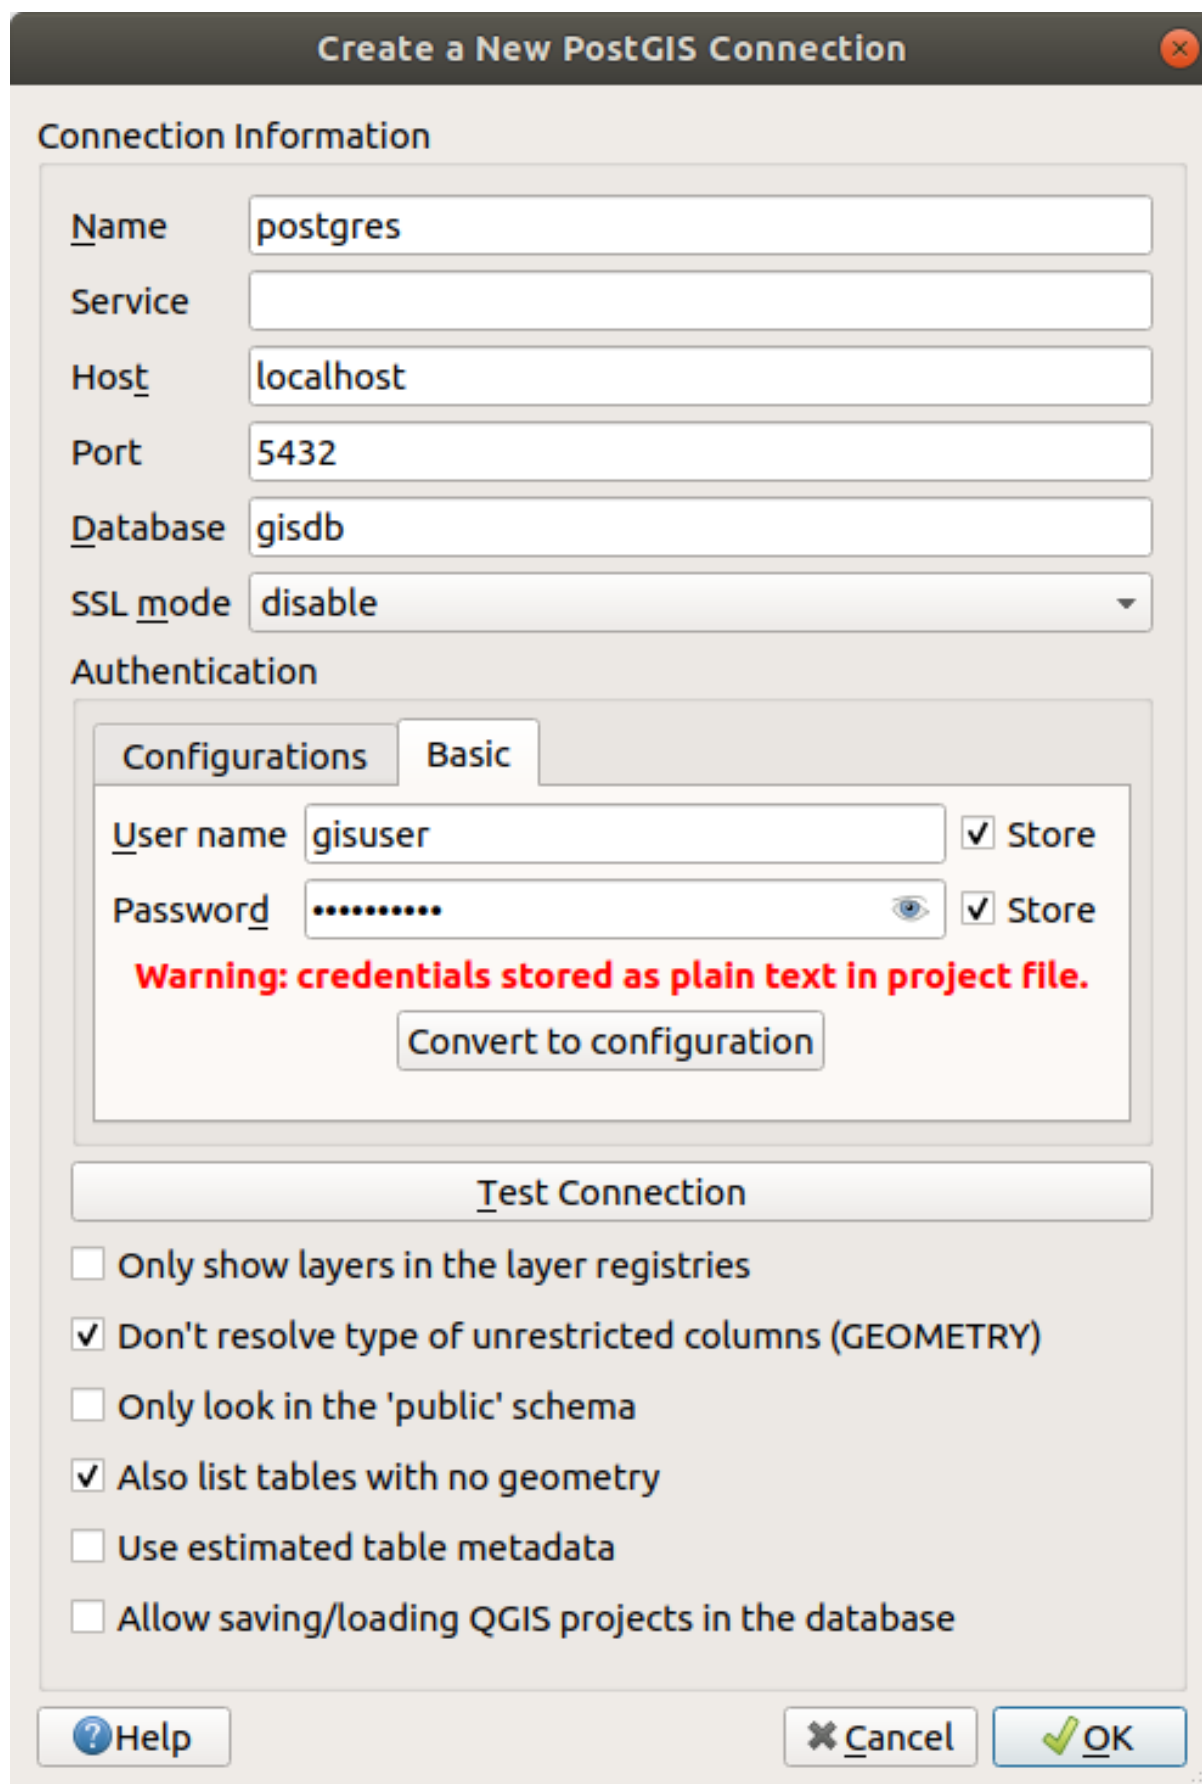 Create a New PostGIS Connection
Connection Information
Name postgres
Service
Host localhost
Port 5432
Database gisdb
SSL mode disable
Authentication
Configurations Basic
User name gisuser Store
Password •••••••••• Store
Warning: credentials stored as plain text in project file.
Convert to configuration
Test Connection
Only show layers in the layer registries
Don't resolve type of unrestricted columns (GEOMETRY)
Only look in the 'public' schema
Also list tables with no geometry
Use estimated table metadata
Allow saving/loading QGIS projects in the database
Help Cancel OK